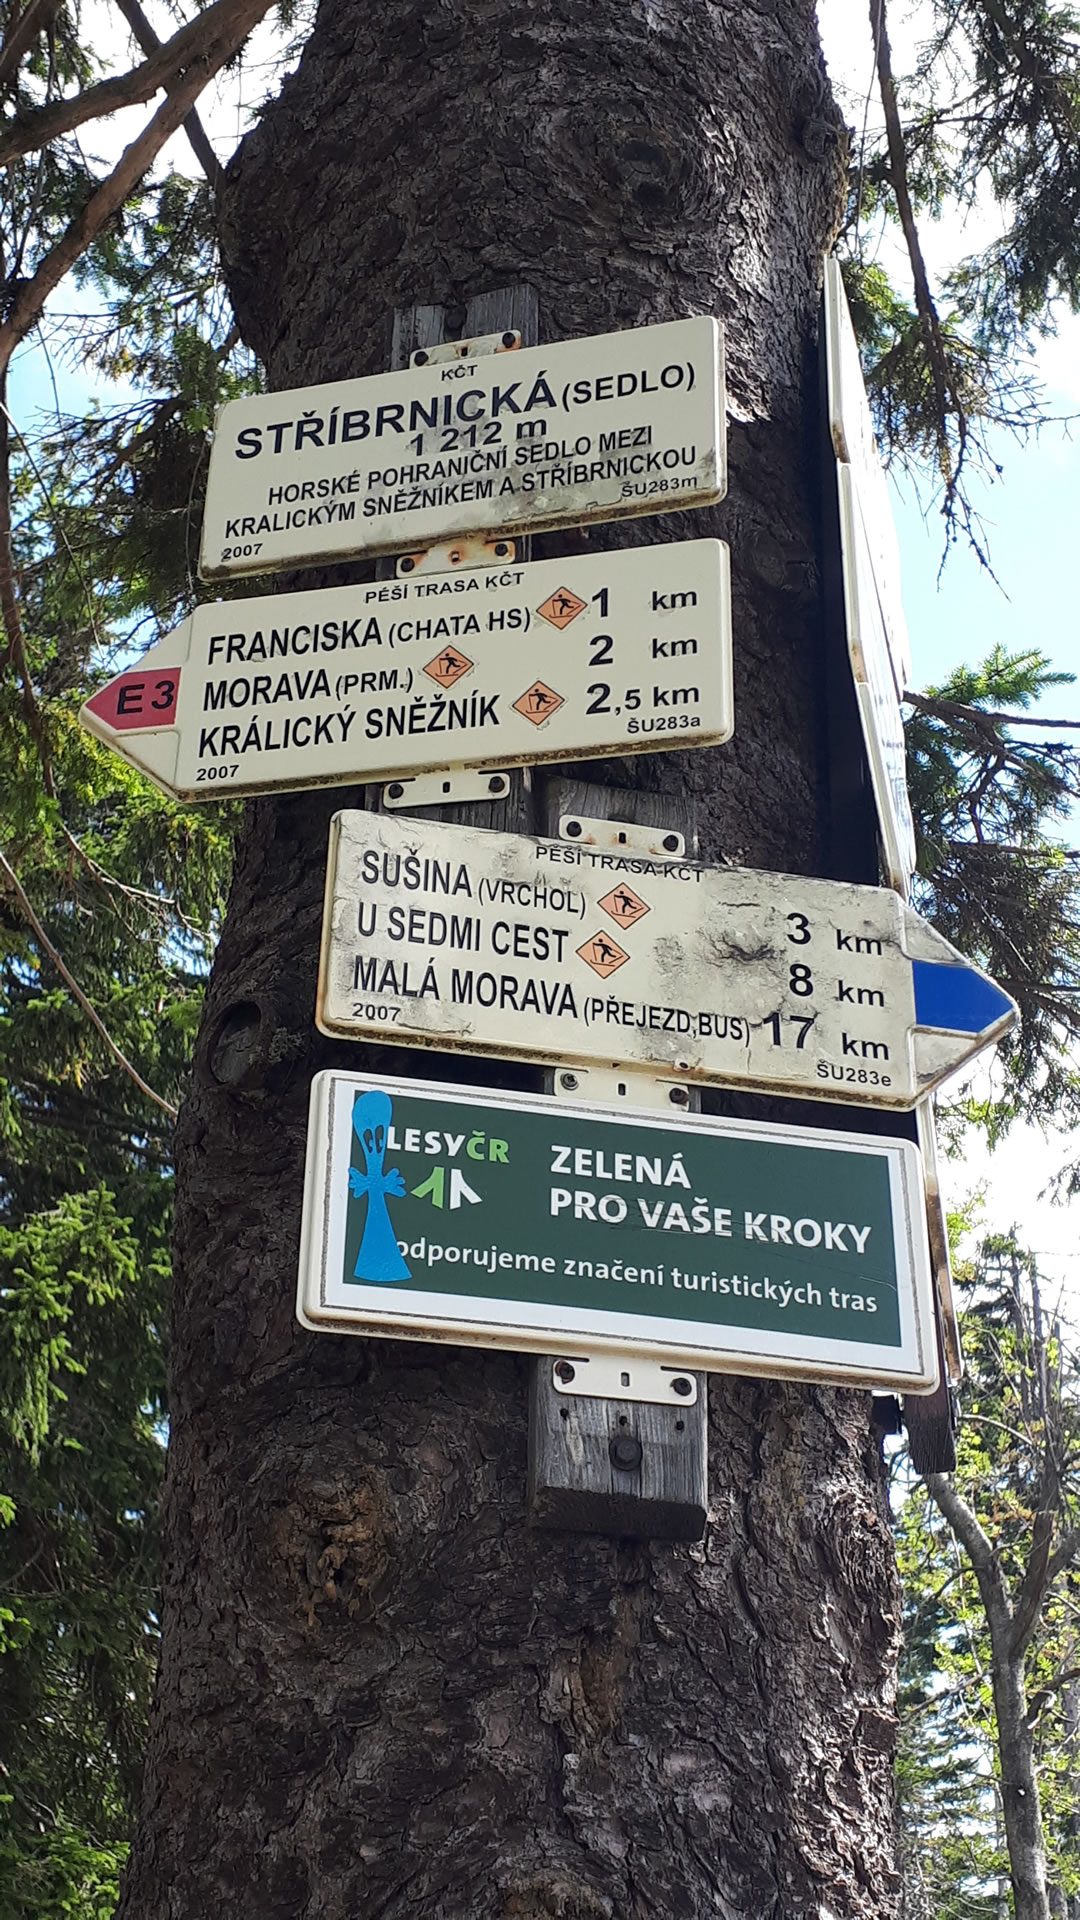 KČT
STŘÍBRNICKÁ (SEDLO)
1 212 m
HORSKÉ POHRANIČNÍ SEDLO MEZI
KRALICKÝM SNĚŽNÍKEM A STŘÍBRNICKOU
2007 ŠU283m
PĚŠÍ TRASA KČT
FRANCISKA (CHATA HS) 1 km
E3 MORAVA (PRM.) 2 km
KRÁLICKÝ SNĚŽNÍK 2,5 km
2007 ŠU283a
PĚŠÍ TRASA KČT
SUŠINA (VRCHOL) 3 km
U SEDMI CEST 8 km
MALÁ MORAVA (PŘEJEZD,BUS) 17 km
2007 ŠU283e
LESY ČR
ZELENÁ
PRO VAŠE KROKY
odporujeme značení turistických tras